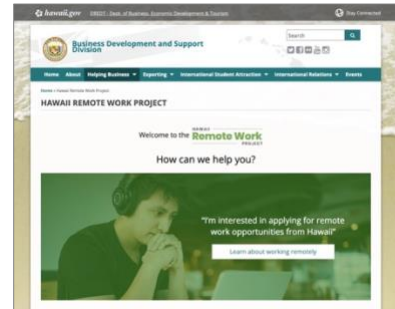 hawaii.gov DBEDT - Dept. of Business, Economic Development & Tourism Stay Connected
Search
Business Development and Support
Division
Home About Helping Business Exporting International Student Attraction International Relations Events
Home » Hawaii Remote Work Project
HAWAII REMOTE WORK PROJECT
Welcome to the HAWAII Remote Work PROJECT
How can we help you?
"I'm interested in applying for remote
work opportunities from Hawaii"
Learn about working remotely